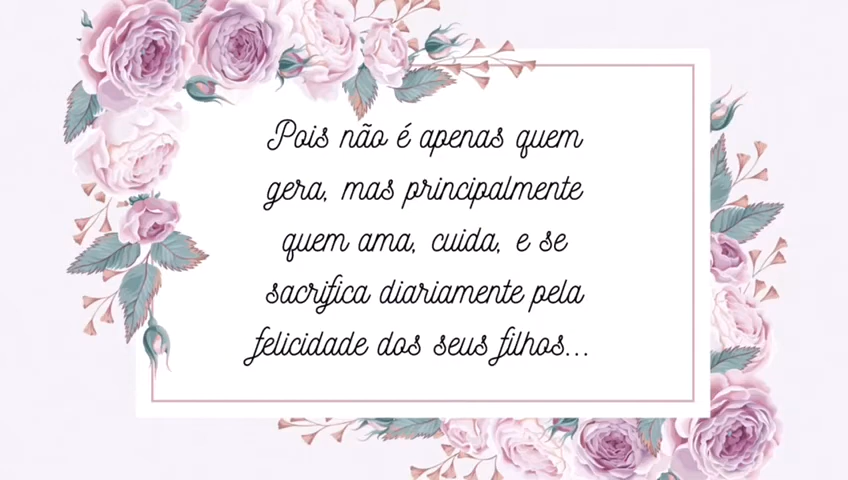 Pois não é apenas quem
gera, mas principalmente
quem ama, cuida, e se
sacrifica diariamente pela
felicidade dos seus filhos...